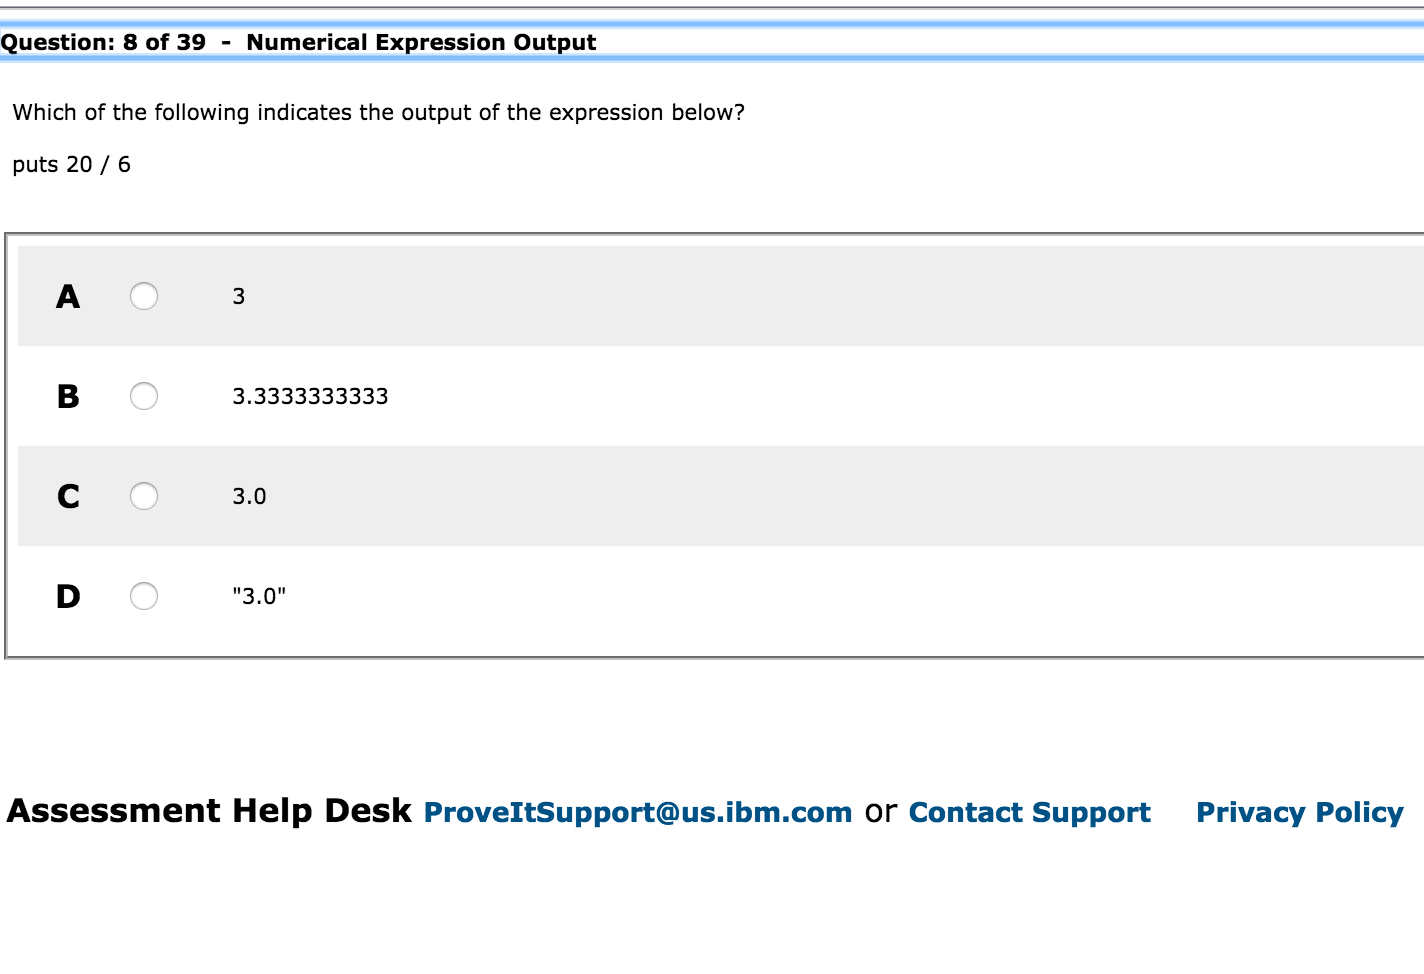 Question: 8 of 39 - Numerical Expression Output
Which of the following indicates the output of the expression below?
puts 20 / 6
A 3
B 3.3333333333
C 3.0
D "3.0"
Assessment Help Desk ProveItSupport@us.ibm.com or Contact Support Privacy Policy